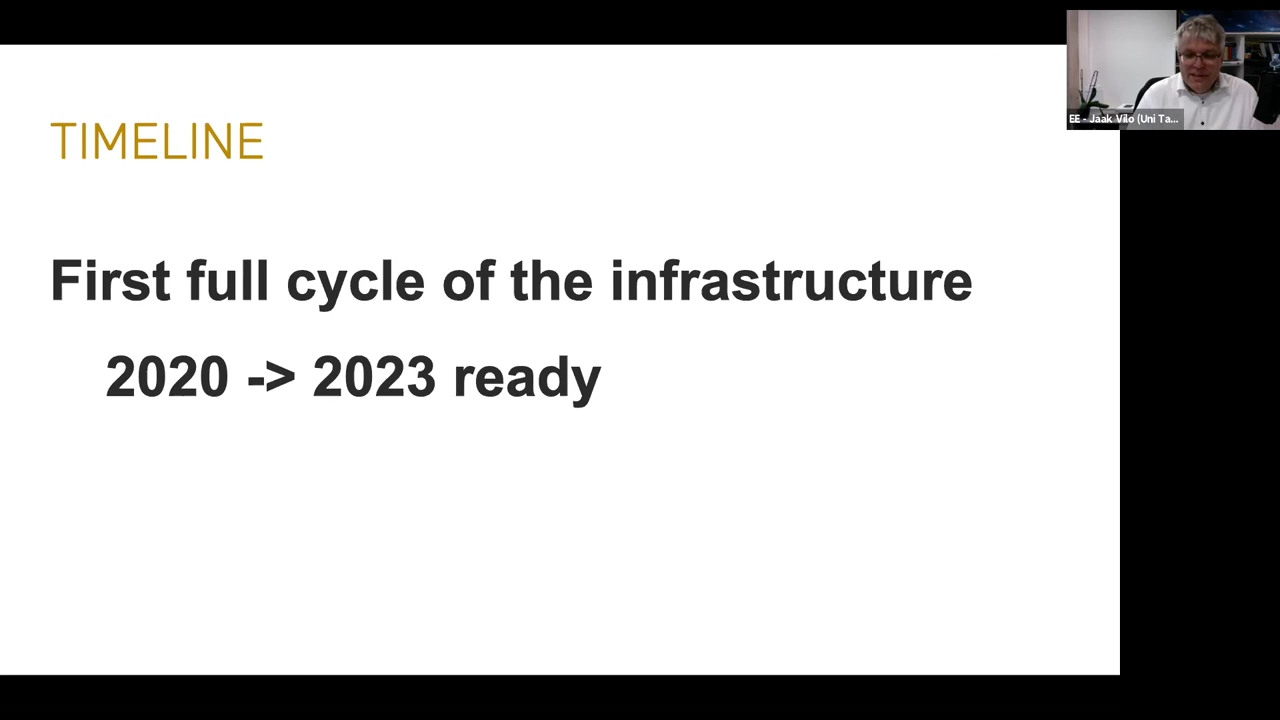 TIMELINE
First full cycle of the infrastructure
2020 -> 2023 ready
EE - Jaak Vilo (Uni Ta...